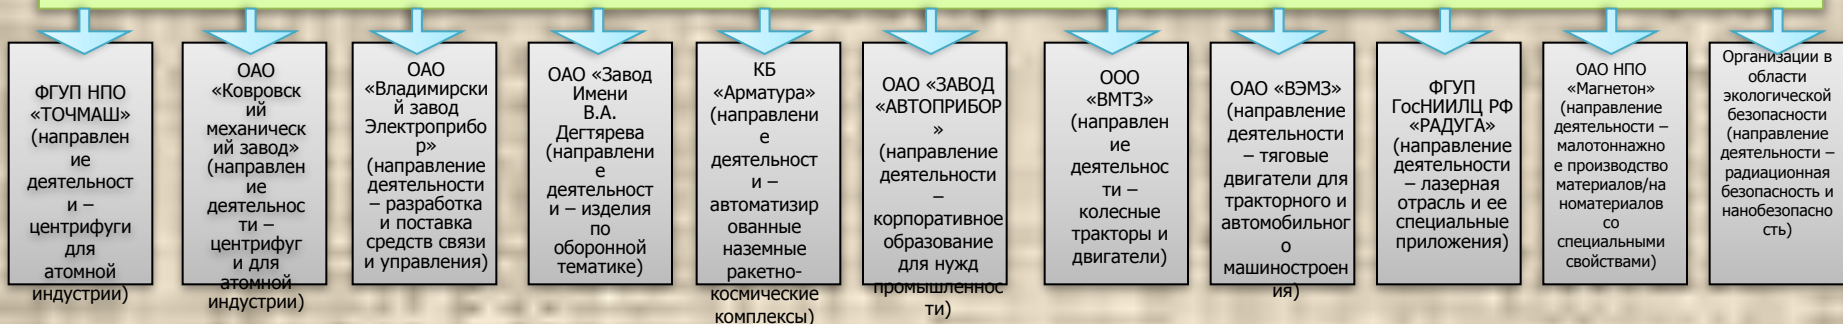 ФГУП НПО
«ТОЧМАШ»
(направлен
ие
деятельност
и –
центрифуги
для
атомной
индустрии)
ОАО
«Ковровск
ий
механическ
ий завод»
(направлен
ие
деятельнос
ти –
центрифуг
и для
атомной
индустрии)
ОАО
«Владимирски
й завод
Электроприбо
р»
(направление
деятельности
– разработка
и поставка
средств связи
и управления)
ОАО «Завод
Имени
В.А.
Дегтярева
(направлени
е
деятельност
и – изделия
по
оборонной
тематике)
КБ
«Арматура»
(направлени
е
деятельност
и –
автоматизир
ованные
наземные
ракетно-
космические
комплексы)
ОАО «ЗАВОД
«АВТОПРИБОР
»
(направление
деятельности
–
корпоративное
образование
для нужд
промышленнос
ти)
ООО
«ВМТЗ»
(направлен
ие
деятельнос
ти –
колесные
тракторы и
двигатели)
ОАО «ВЭМЗ»
(направление
деятельности
– тяговые
двигатели для
тракторного и
автомобильног
о
машиностроен
ия)
ФГУП
ГосНИИЛЦ РФ
«РАДУГА»
(направление
деятельности
– лазерная
отрасль и ее
специальные
приложения)
ОАО НПО
«Магнетон»
(направление
деятельности –
малотоннажно
е производство
материалов/на
номатериалов
со
специальными
свойствами)
Организации в
области
экологической
безопасности
(направление
деятельности –
радиационная
безопасность и
нанобезопасно
сть)